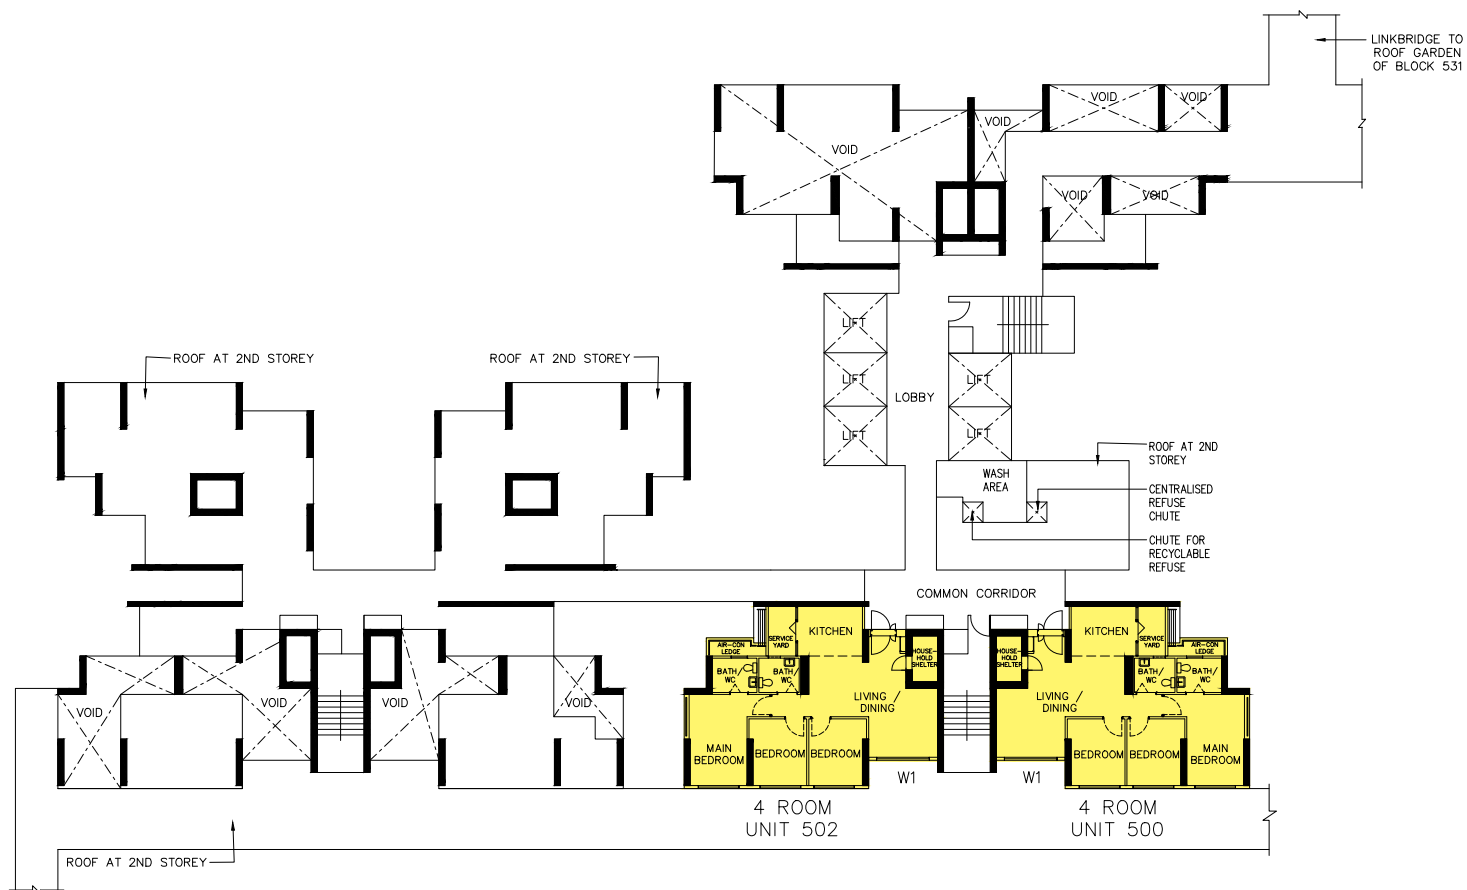 LINKBRIDGE TO
ROOF GARDEN
OF BLOCK 531
VOID
VOID
VOID
VOID
VOID
VOID
LIFT
ROOF AT 2ND STOREY
ROOF AT 2ND STOREY
LIFT
LIFT
LOBBY
LIFT
LIFT
ROOF AT 2ND
STOREY
WASH
AREA
CENTRALISED
REFUSE
CHUTE
CHUTE FOR
RECYCLABLE
REFUSE
COMMON CORRIDOR
KITCHEN
SERVICE
YARD
AIR-CON
LEDGE
HOUSE-
HOLD
SHELTER
BATH/
WC
BATH/
WC
LIVING /
DINING
MAIN
BEDROOM
BEDROOM
BEDROOM
W1
4 ROOM
UNIT 502
HOUSE-
HOLD
SHELTER
KITCHEN
SERVICE
YARD
AIR-CON
LEDGE
BATH/
WC
BATH/
WC
LIVING /
DINING
BEDROOM
BEDROOM
MAIN
BEDROOM
W1
4 ROOM
UNIT 500
VOID
VOID
VOID
VOID
ROOF AT 2ND STOREY